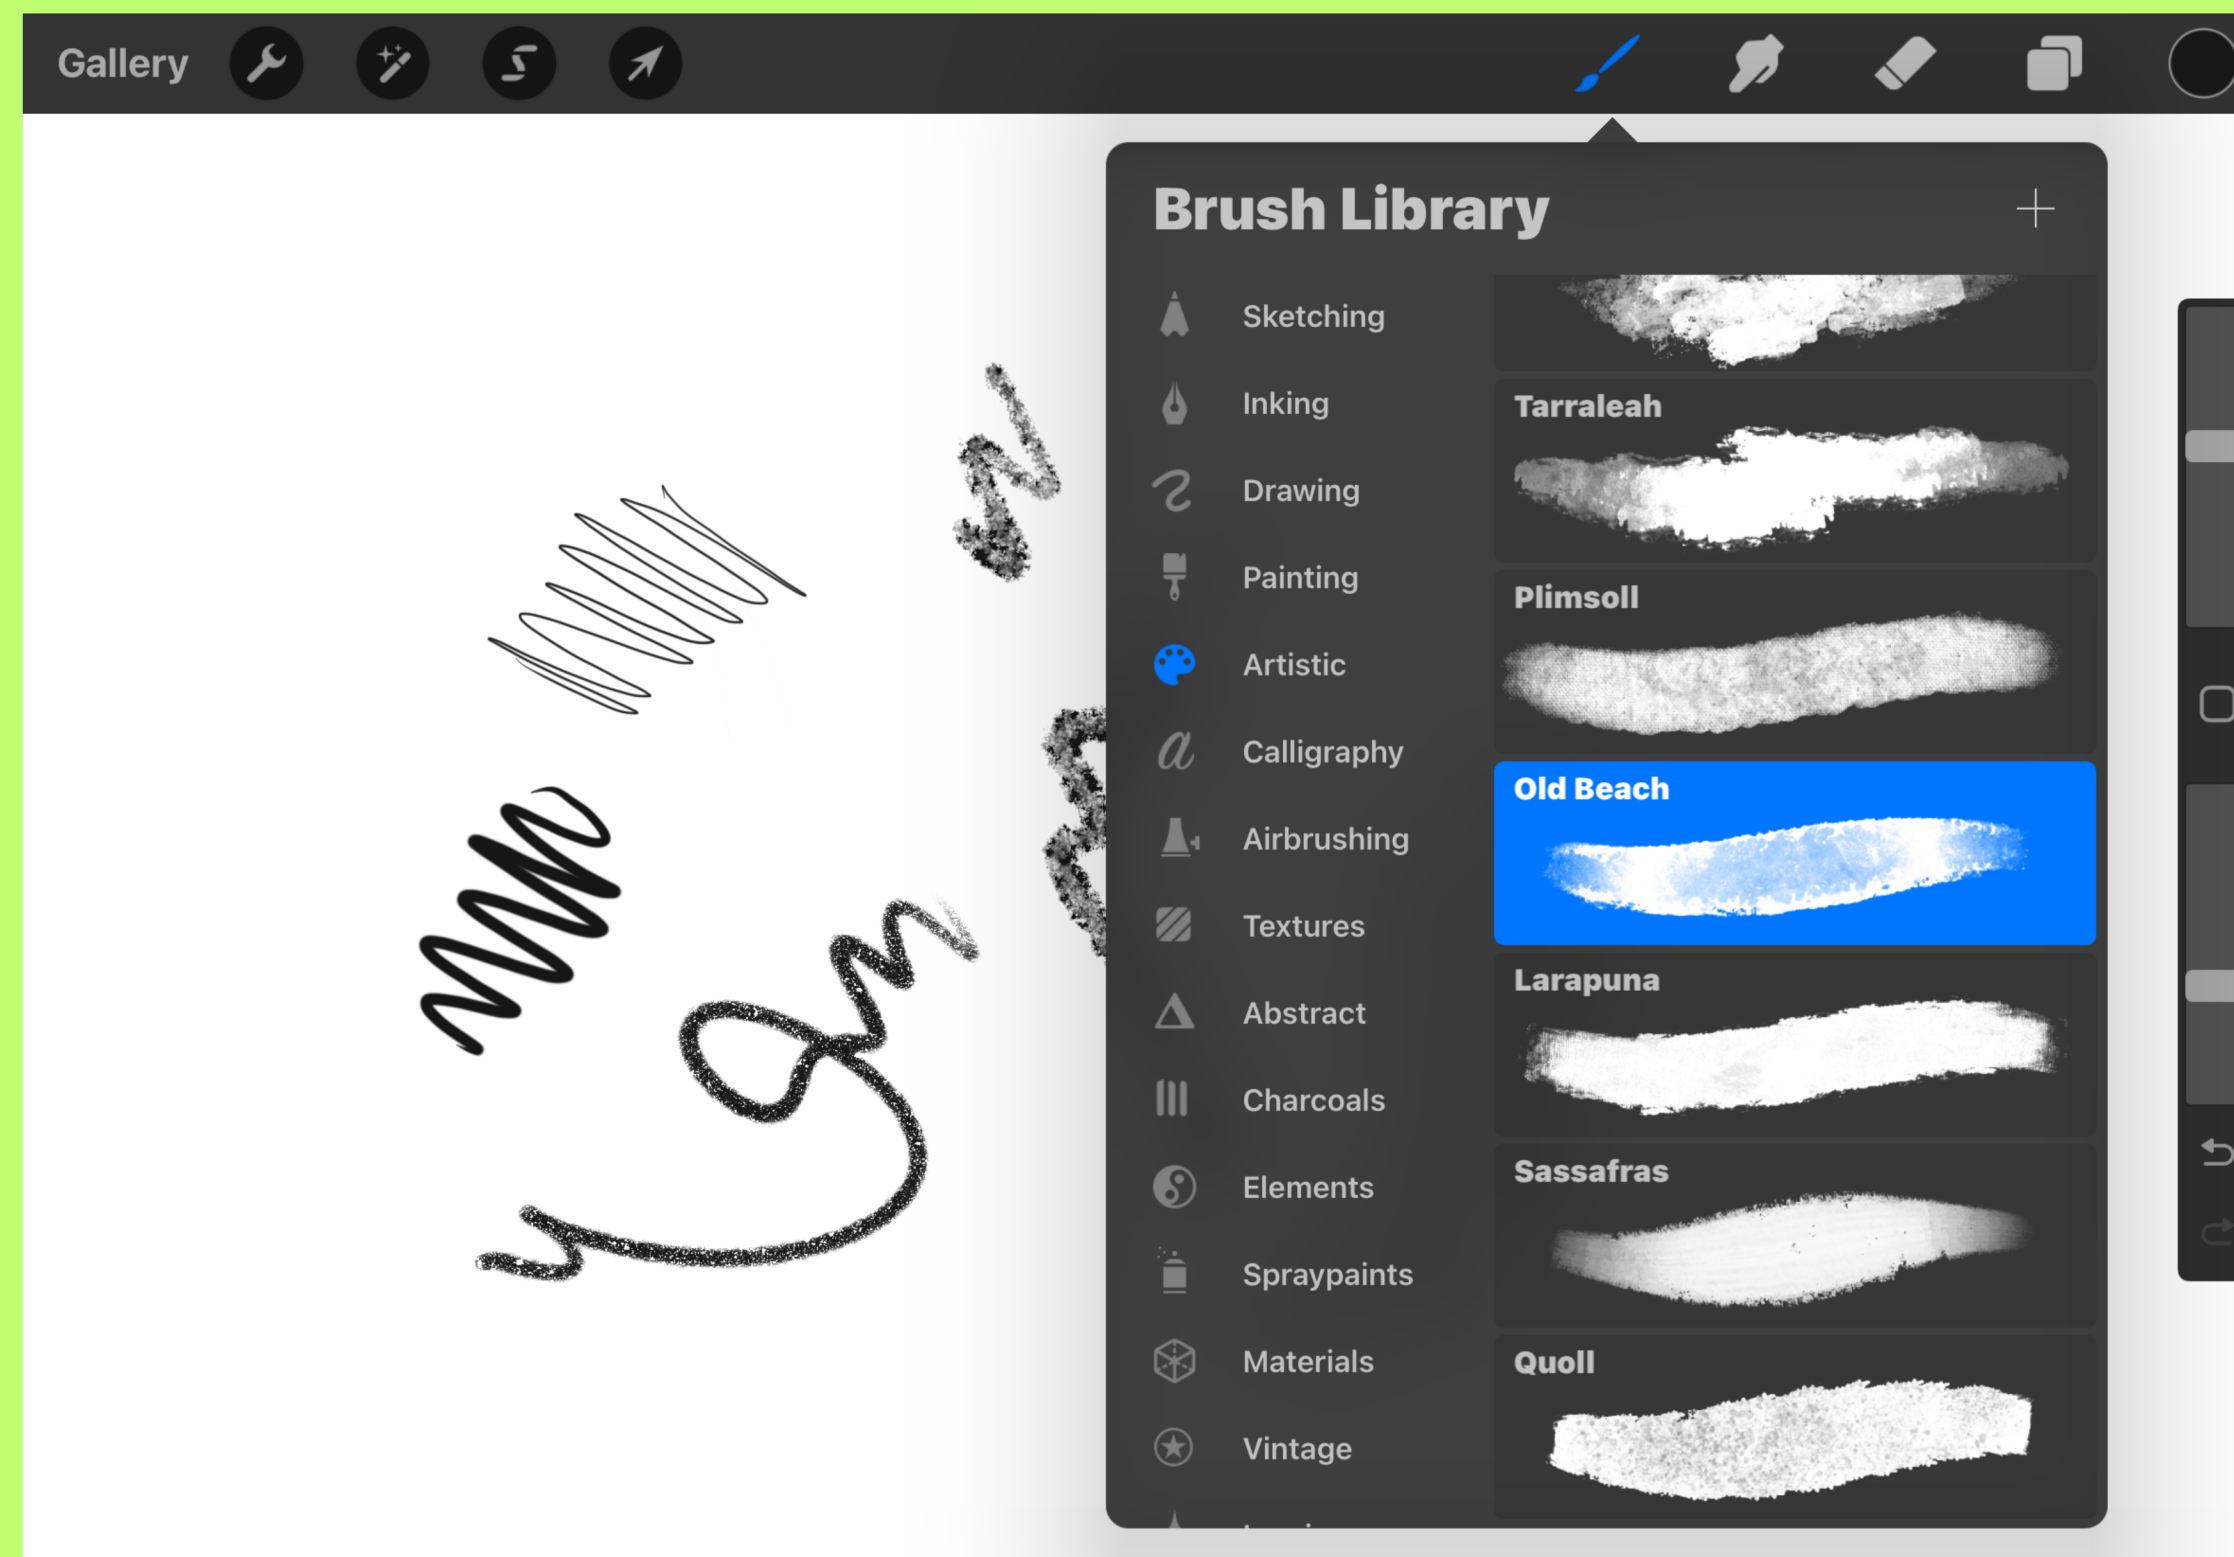 Gallery
Brush Library
Sketching
Inking
Drawing
Painting
Artistic
Calligraphy
Airbrushing
Textures
Abstract
Charcoals
Elements
Spraypaints
Materials
Vintage
Tarraleah
Plimsoll
Old Beach
Larapuna
Sassafras
Quoll